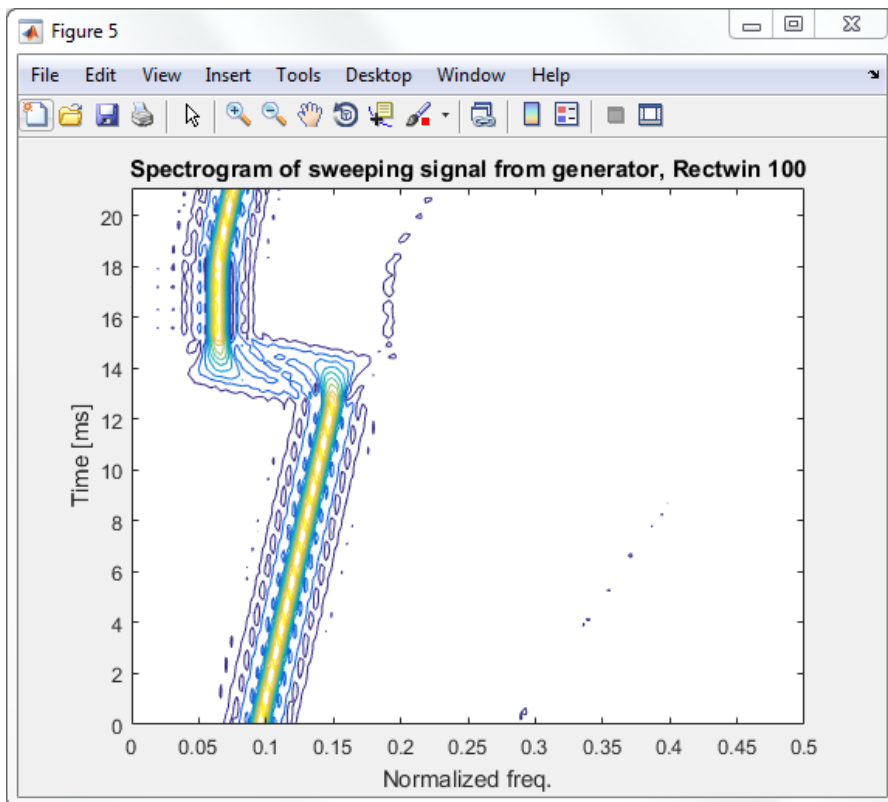 Figure 5
File Edit View Insert Tools Desktop Window Help
Spectrogram of sweeping signal from generator, Rectwin 100
20
18
16
14
12
10
8
6
4
2
0
Time [ms]
0 0.05 0.1 0.15 0.2 0.25 0.3 0.35 0.4 0.45 0.5
Normalized freq.